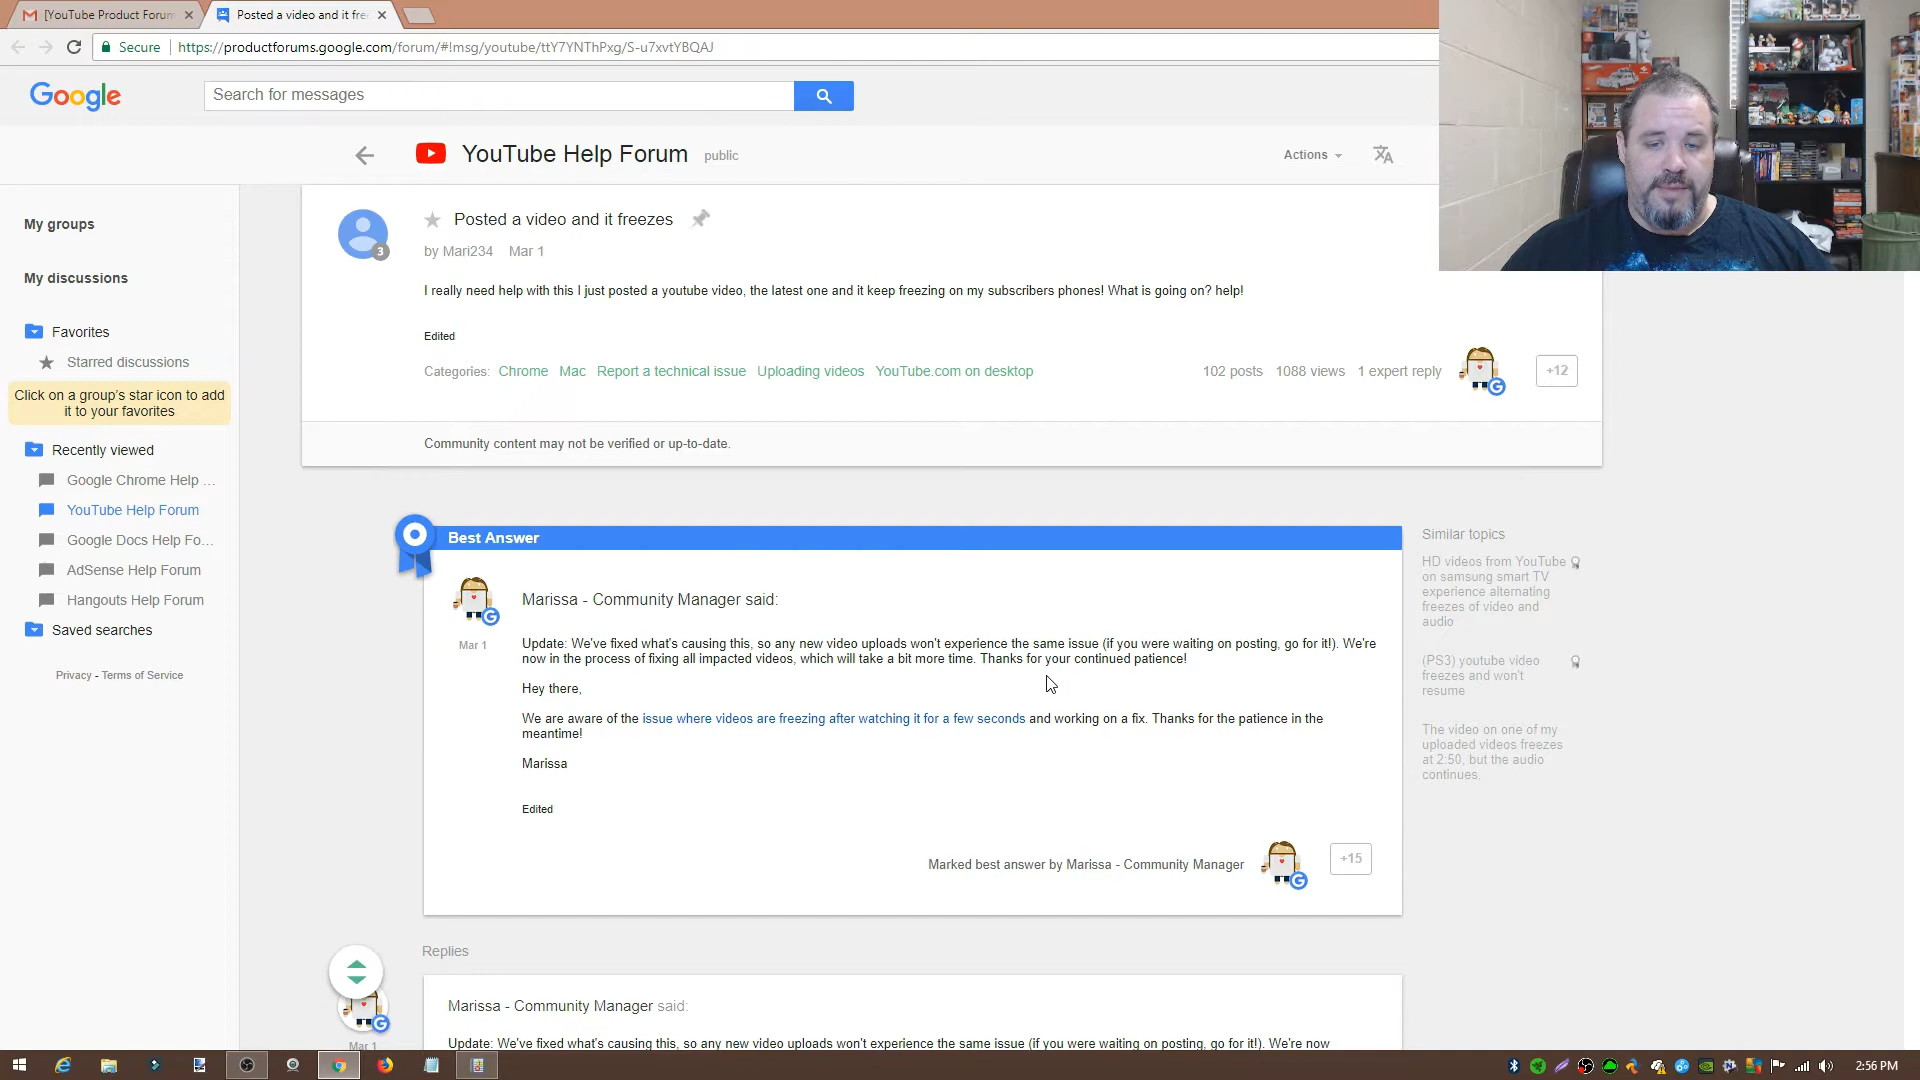 [YouTube Product Forum
Posted a video and it fre
Secure
https://productforums.google.com/forum/#!msg/youtube/ttY7YNThPxg/S-u7xvtYBQAJ
Google
Search for messages
YouTube Help Forum public
Actions
My groups
My discussions
Favorites
Starred discussions
Click on a group's star icon to add
it to your favorites
Recently viewed
Google Chrome Help ...
YouTube Help Forum
Google Docs Help Fo...
AdSense Help Forum
Hangouts Help Forum
Saved searches
Privacy - Terms of Service
3
Posted a video and it freezes
by Mari234 Mar 1
I really need help with this I just posted a youtube video, the latest one and it keep freezing on my subscribers phones! What is going on? help!
Edited
Categories: Chrome Mac Report a technical issue Uploading videos YouTube.com on desktop
102 posts 1088 views 1 expert reply
G
+12
Community content may not be verified or up-to-date.
Best Answer
G
Mar 1
Marissa - Community Manager said:
Update: We've fixed what's causing this, so any new video uploads won't experience the same issue (if you were waiting on posting, go for it!). We're
now in the process of fixing all impacted videos, which will take a bit more time. Thanks for your continued patience!
Hey there,
We are aware of the issue where videos are freezing after watching it for a few seconds and working on a fix. Thanks for the patience in the
meantime!
Marissa
Edited
Marked best answer by Marissa - Community Manager
G
+15
Similar topics
HD videos from YouTube
on samsung smart TV
experience alternating
freezes of video and
audio
(PS3) youtube video
freezes and won't
resume
The video on one of my
uploaded videos freezes
at 2:50, but the audio
continues.
Replies
G
Mar 1
Marissa - Community Manager said:
Update: We've fixed what's causing this, so any new video uploads won't experience the same issue (if you were waiting on posting, go for it!). We're now
2:56 PM